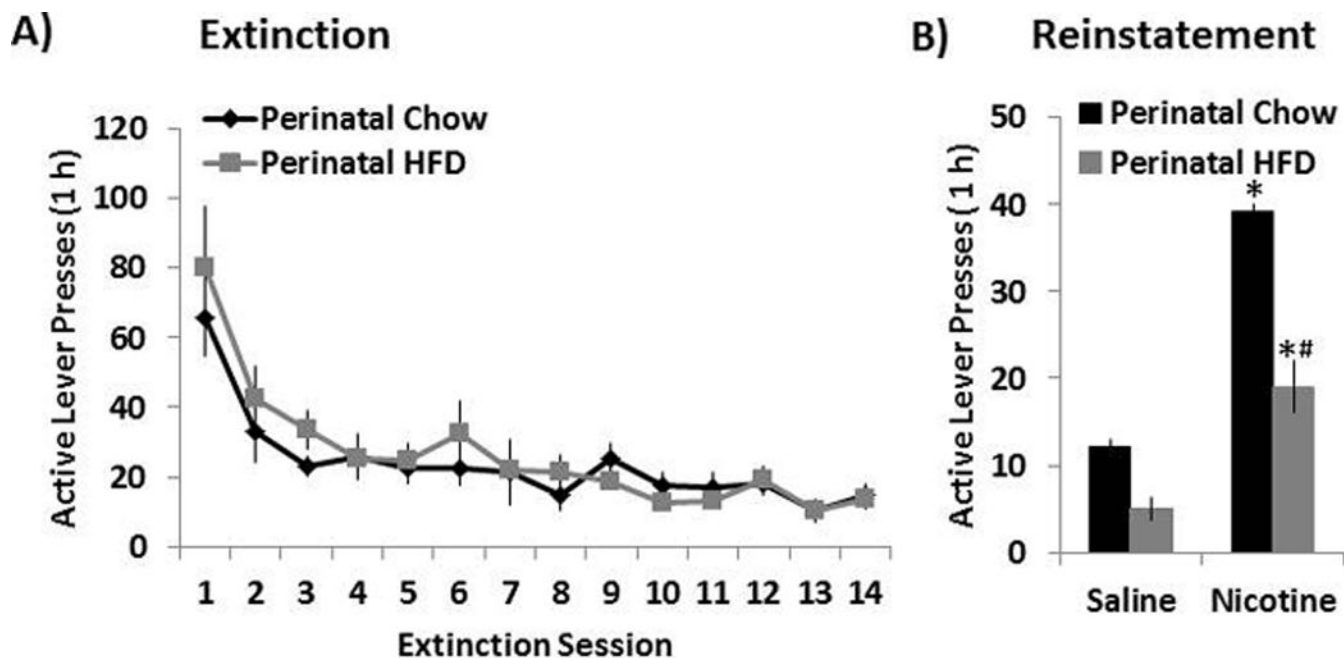 A) Extinction
Active Lever Presses (1 h)
120
100
80
60
40
20
0
Perinatal Chow
Perinatal HFD
1 2 3 4 5 6 7 8 9 10 11 12 13 14
Extinction Session
B) Reinstatement
Active Lever Presses ( 1 h)
50
40
30
20
10
0
Perinatal Chow
Perinatal HFD
*
*#
Saline Nicotine